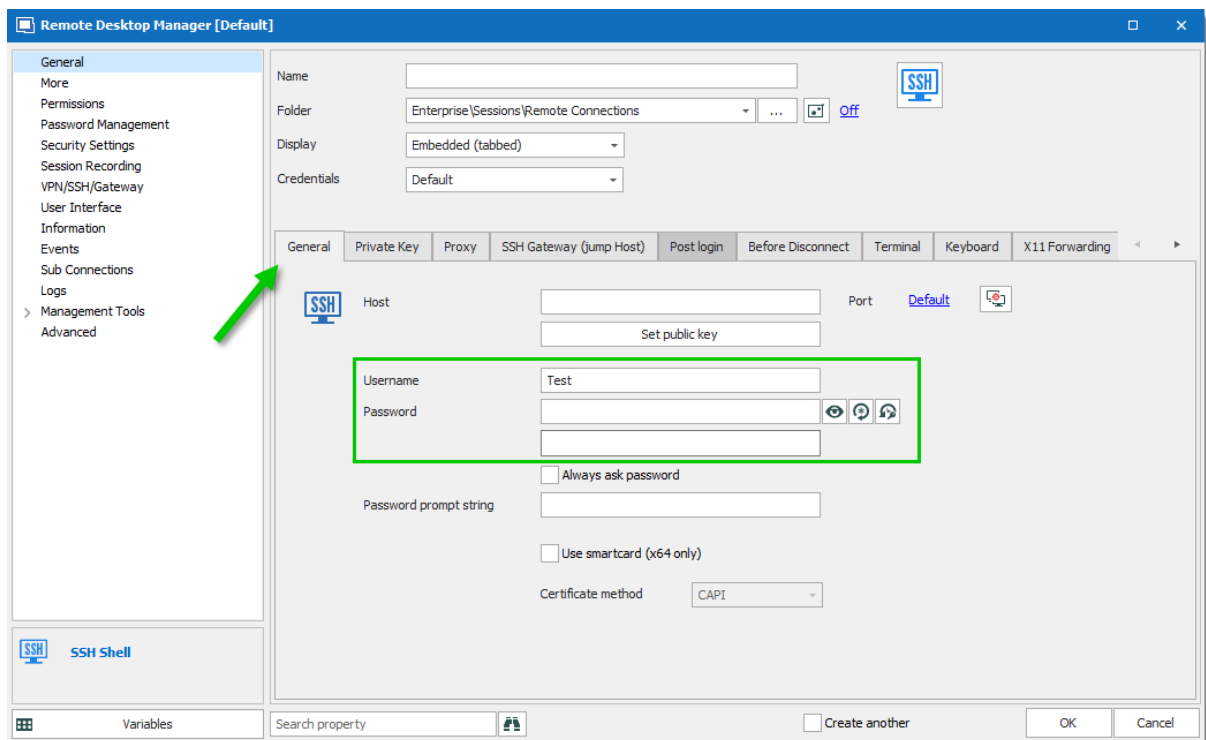 Remote Desktop Manager [Default]
General
More
Permissions
Password Management
Security Settings
Session Recording
VPN/SSH/Gateway
User Interface
Information
Events
Sub Connections
Logs
Management Tools
Advanced
SSH
SSH Shell
Variables
Name
SSH
Folder
Enterprise\Sessions\Remote Connections
...
Off
Display
Embedded (tabbed)
Credentials
Default
General
Private Key
Proxy
SSH Gateway (jump Host)
Post login
Before Disconnect
Terminal
Keyboard
X11 Forwarding
SSH
Host
Port
Default
Set public key
Username
Test
Password
Always ask password
Password prompt string
Use smartcard (x64 only)
Certificate method
CAPI
Search property
Create another
OK
Cancel